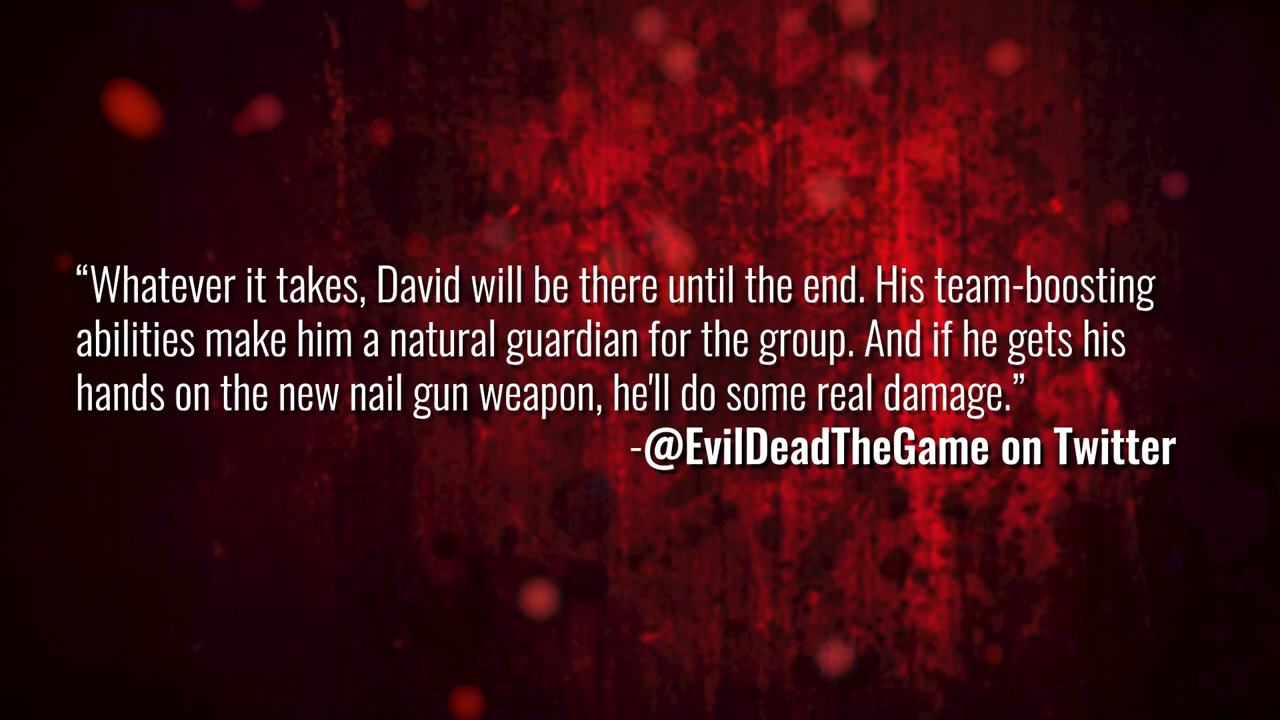 “Whatever it takes, David will be there until the end. His team-boosting
abilities make him a natural guardian for the group. And if he gets his
hands on the new nail gun weapon, he'll do some real damage.”
-@EvilDeadTheGame on Twitter